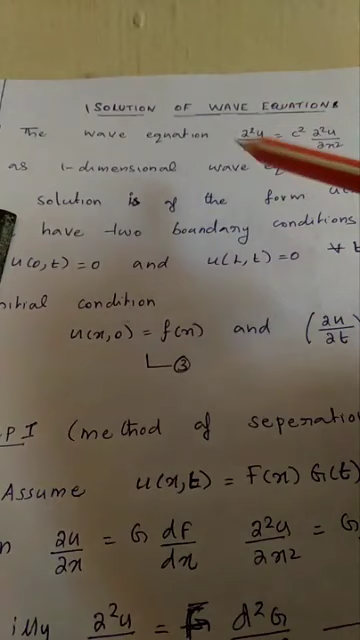 SOLUTION OF WAVE EQUATION
The wave equation ∂²u = c² ∂²u/∂x²
as 1-dimensional wave
solution is of the form
have two boundary conditions
u(0,t)=0 and u(L,t)=0 ∀
initial condition
u(x,0) = f(x) and (∂u/∂t
③
I (method of seperation
Assume u(x,t) = F(x) G(t)
∂u/∂x = G dF/dx ∂²u/∂x² = G
illy ∂²u = d²G